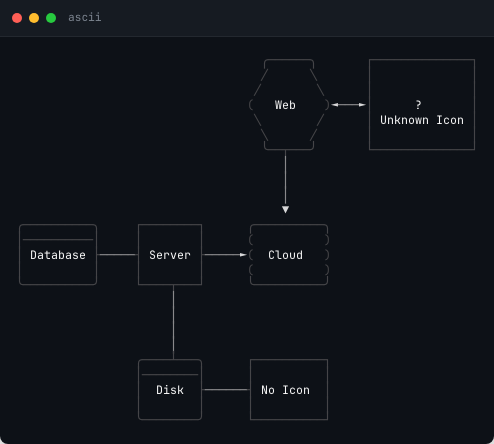 ascii
Web
?
Unknown Icon
Database
Server
Cloud
Disk
No Icon